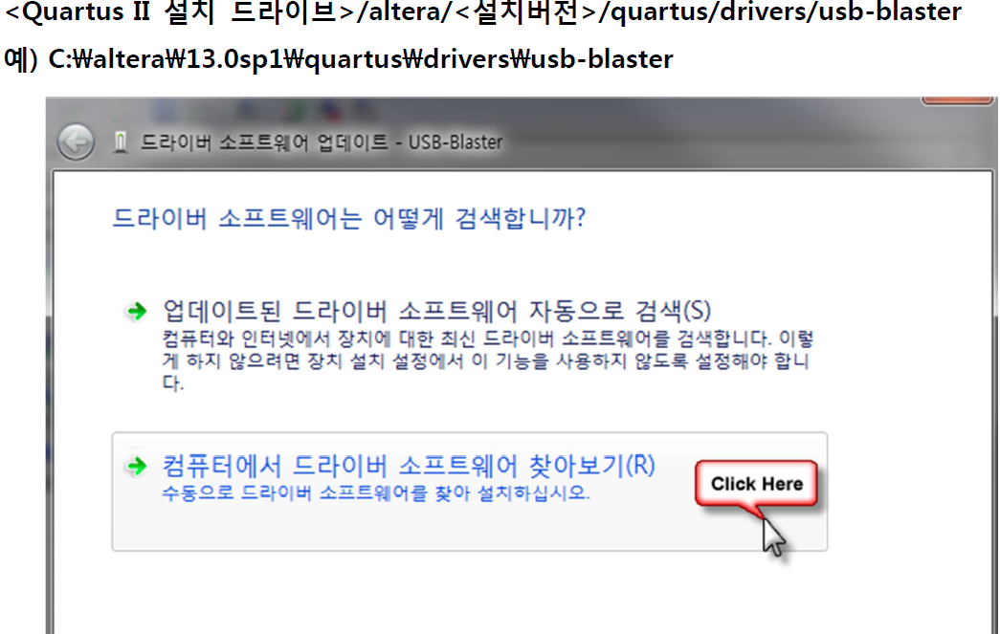 <Quartus II 설치 드라이브>/altera/<설치버전>/quartus/drivers/usb-blaster
예) C:₩altera₩13.0sp1₩quartus₩drivers₩usb-blaster
드라이버 소프트웨어 업데이트 - USB-Blaster
드라이버 소프트웨어는 어떻게 검색합니까?
업데이트된 드라이버 소프트웨어 자동으로 검색(S)
컴퓨터와 인터넷에서 장치에 대한 최신 드라이버 소프트웨어를 검색합니다. 이렇
게 하지 않으려면 장치 설치 설정에서 이 기능을 사용하지 않도록 설정해야 합니
다.
컴퓨터에서 드라이버 소프트웨어 찾아보기(R)
수동으로 드라이버 소프트웨어를 찾아 설치하십시오.
Click Here